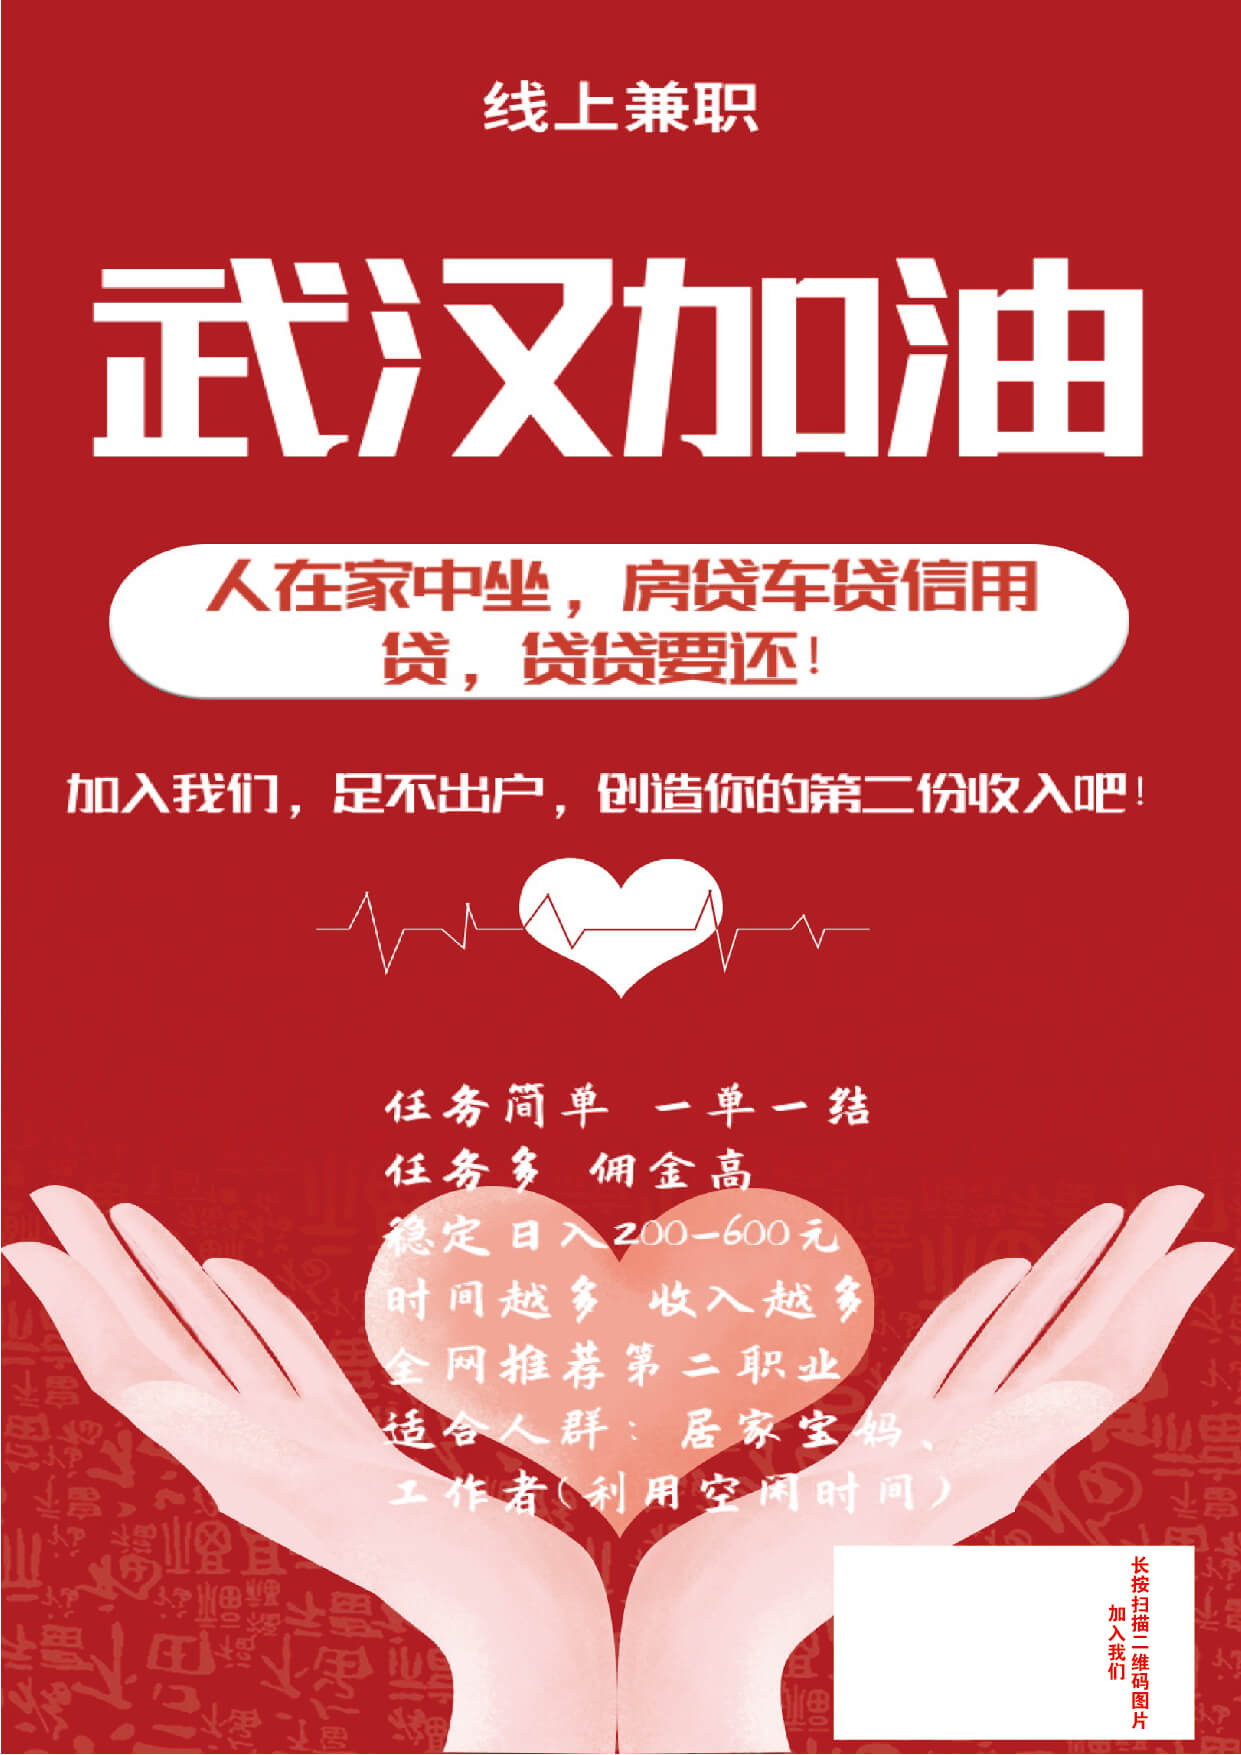 线上兼职
武汉加油
人在家中坐，房贷车贷信用
贷，贷贷要还！
加入我们，足不出户，创造你的第二份收入吧！
任务简单 一单一结
任务多 佣金高
稳定日入200-600元
时间越多 收入越多
全网推荐第二职业
适合人群：居家宝妈、
工作者(利用空闲时间)
长按扫描二维码图片
加入我们